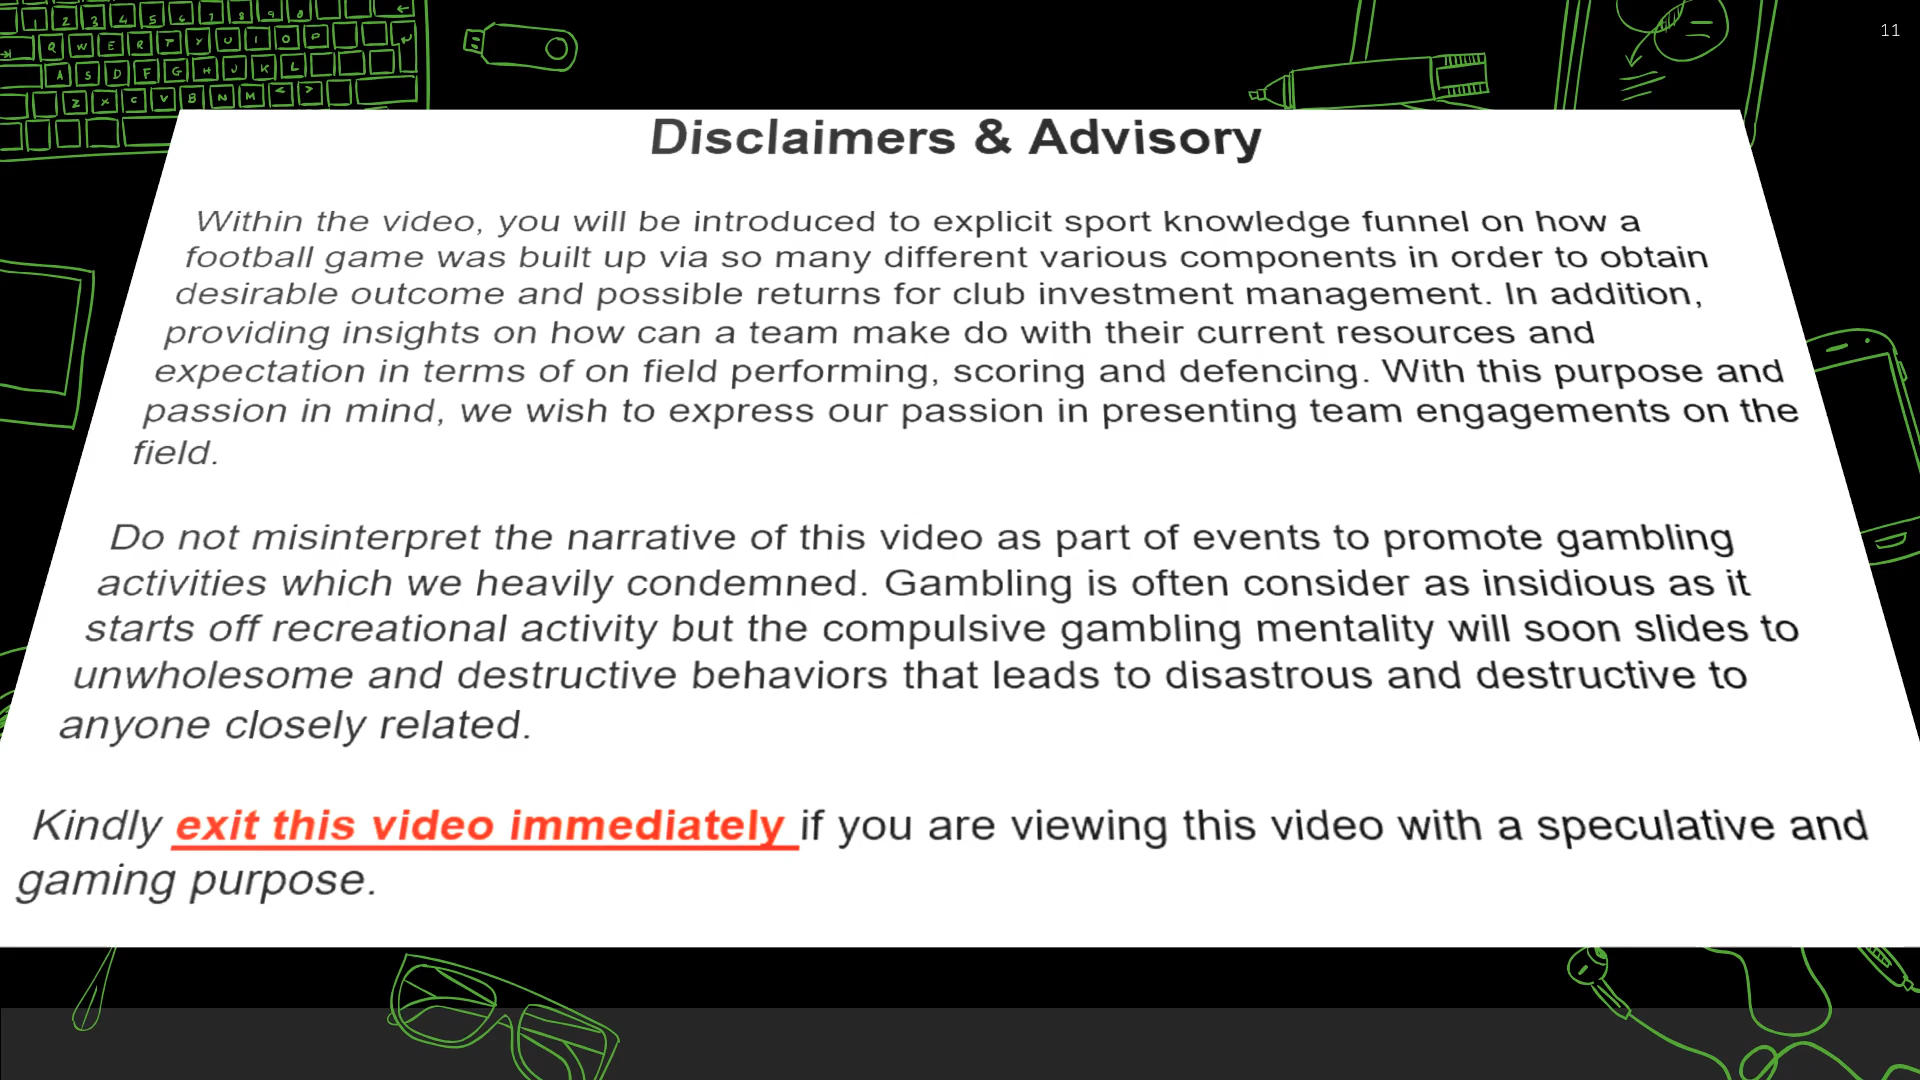 11
Disclaimers & Advisory
Within the video, you will be introduced to explicit sport knowledge funnel on how a
football game was built up via so many different various components in order to obtain
desirable outcome and possible returns for club investment management. In addition,
providing insights on how can a team make do with their current resources and
expectation in terms of on field performing, scoring and defencing. With this purpose and
passion in mind, we wish to express our passion in presenting team engagements on the
field.
Do not misinterpret the narrative of this video as part of events to promote gambling
activities which we heavily condemned. Gambling is often consider as insidious as it
starts off recreational activity but the compulsive gambling mentality will soon slides to
unwholesome and destructive behaviors that leads to disastrous and destructive to
anyone closely related.
Kindly exit this video immediately if you are viewing this video with a speculative and
gaming purpose.